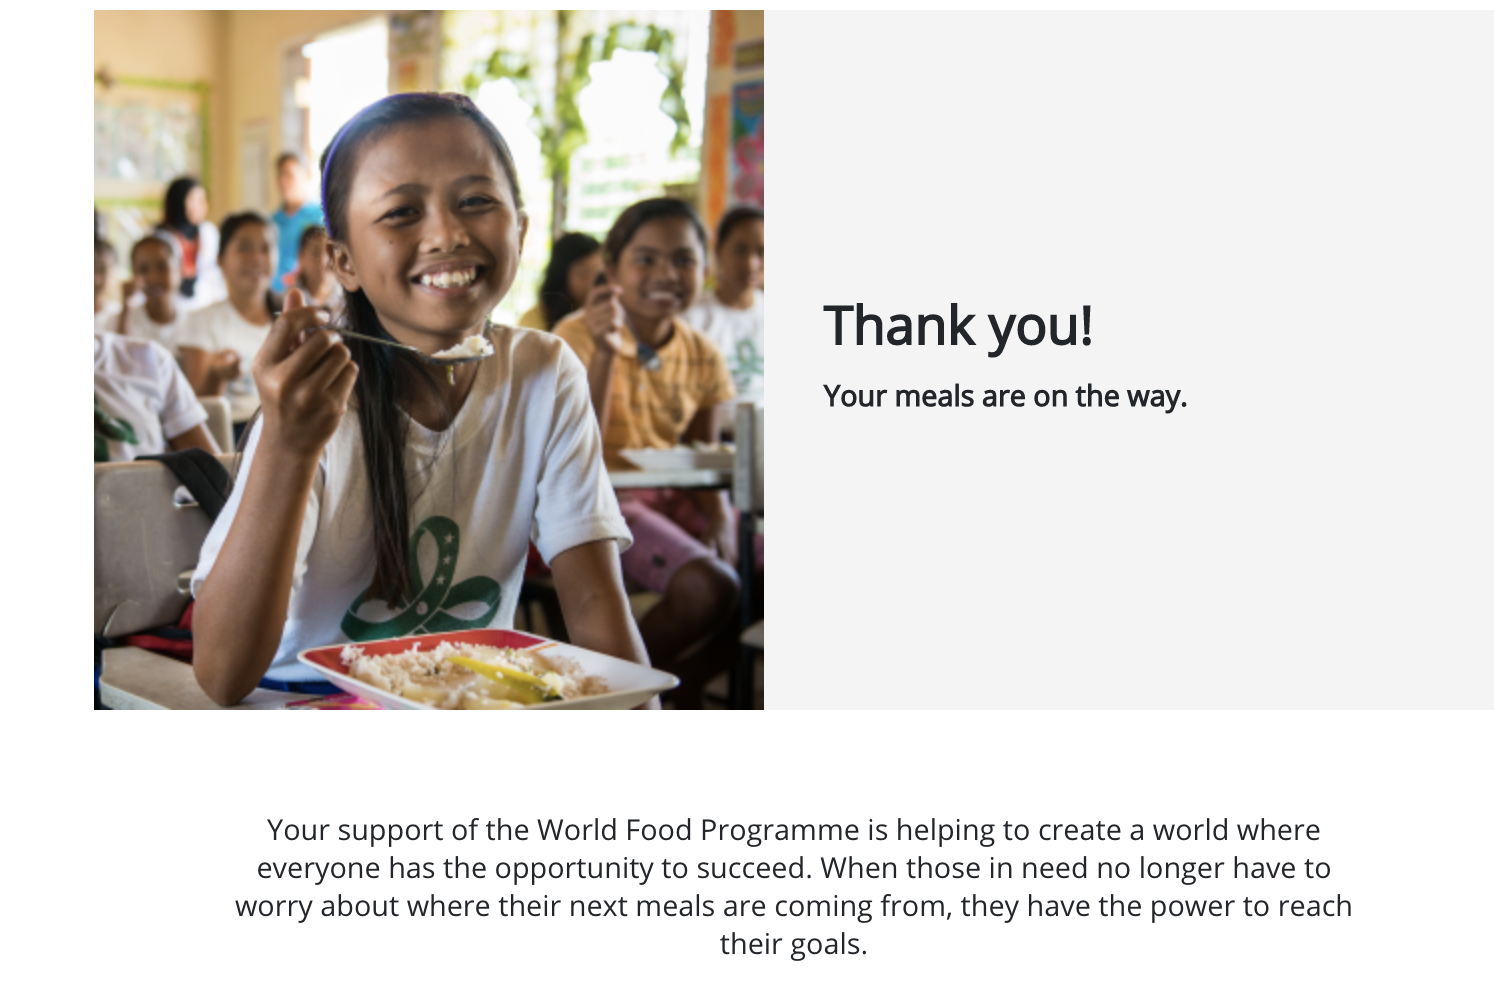 Thank you!
Your meals are on the way.
Your support of the World Food Programme is helping to create a world where
everyone has the opportunity to succeed. When those in need no longer have to
worry about where their next meals are coming from, they have the power to reach
their goals.